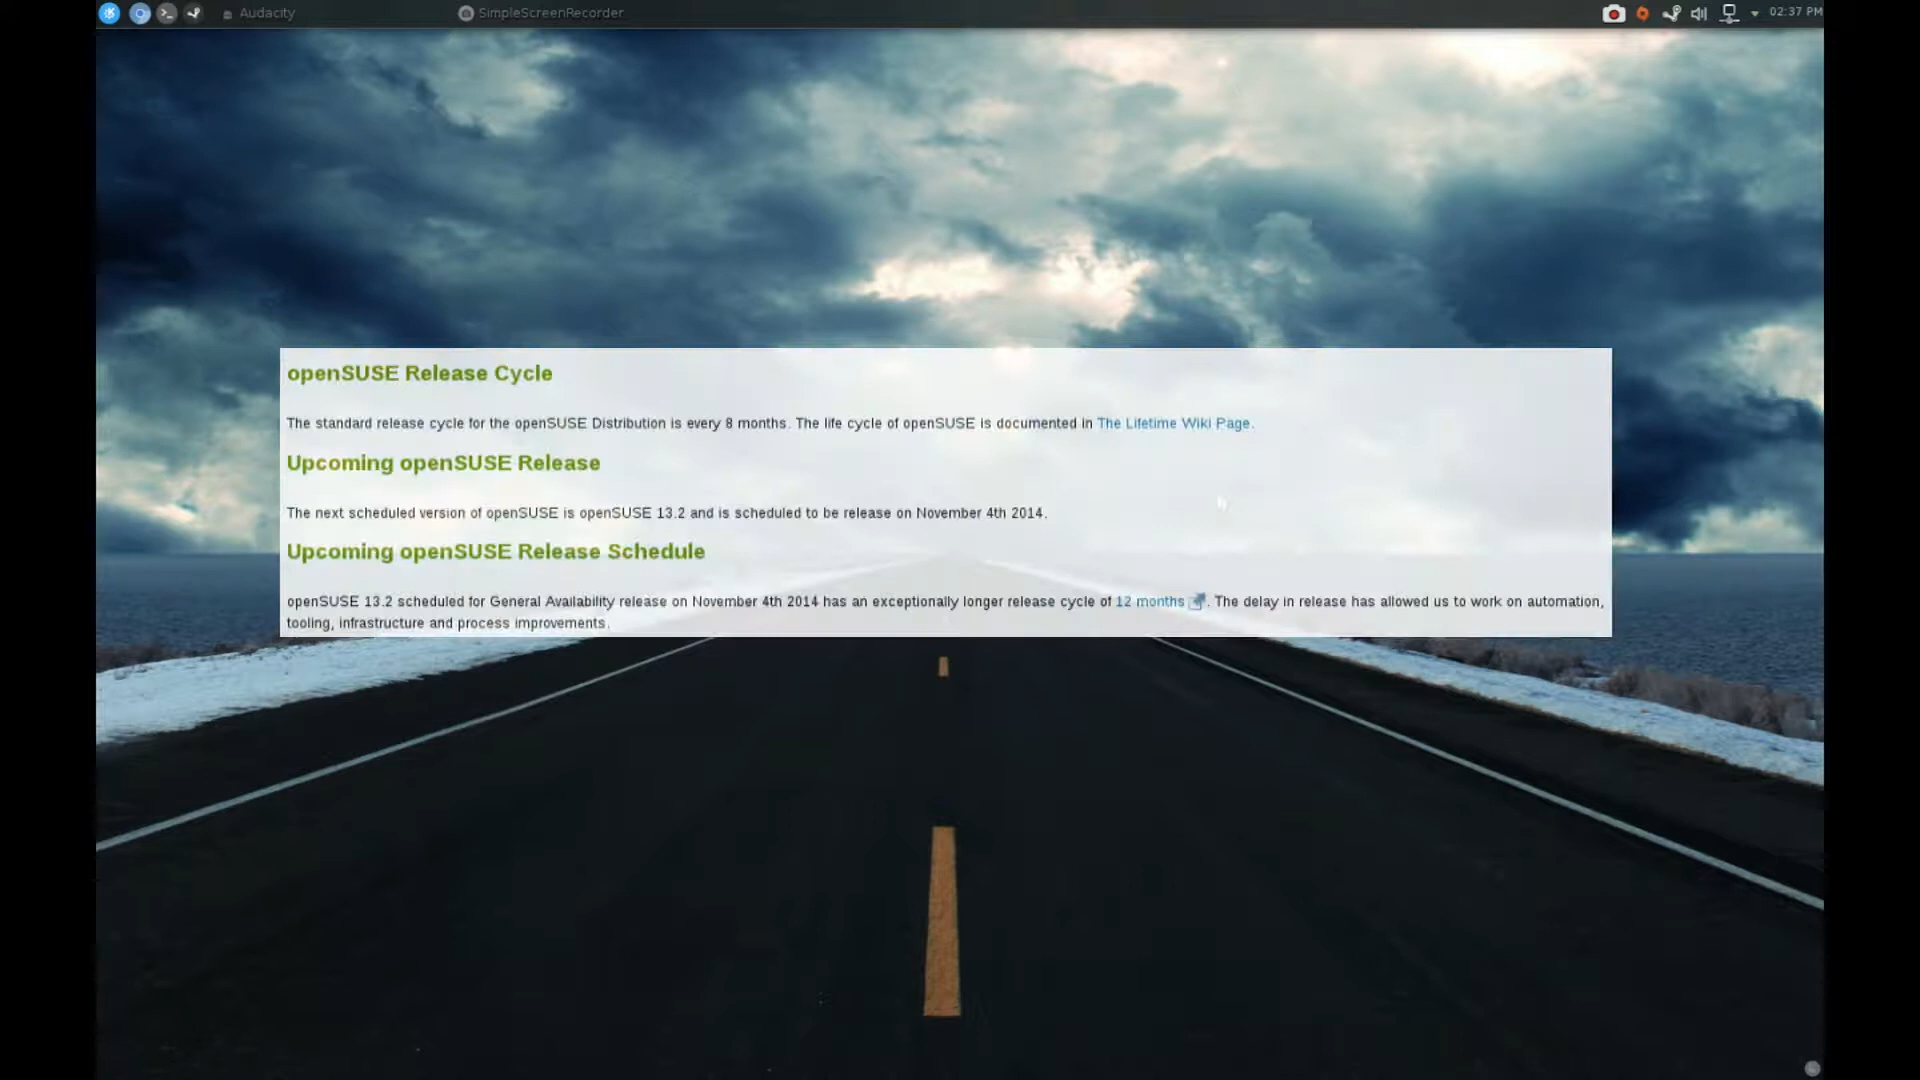 Audacity
SimpleScreenRecorder
02:37 PM
openSUSE Release Cycle
The standard release cycle for the openSUSE Distribution is every 8 months. The life cycle of openSUSE is documented in The Lifetime Wiki Page.
Upcoming openSUSE Release
The next scheduled version of openSUSE is openSUSE 13.2 and is scheduled to be release on November 4th 2014.
Upcoming openSUSE Release Schedule
openSUSE 13.2 scheduled for General Availability release on November 4th 2014 has an exceptionally longer release cycle of 12 months . The delay in release has allowed us to work on automation,
tooling, infrastructure and process improvements.